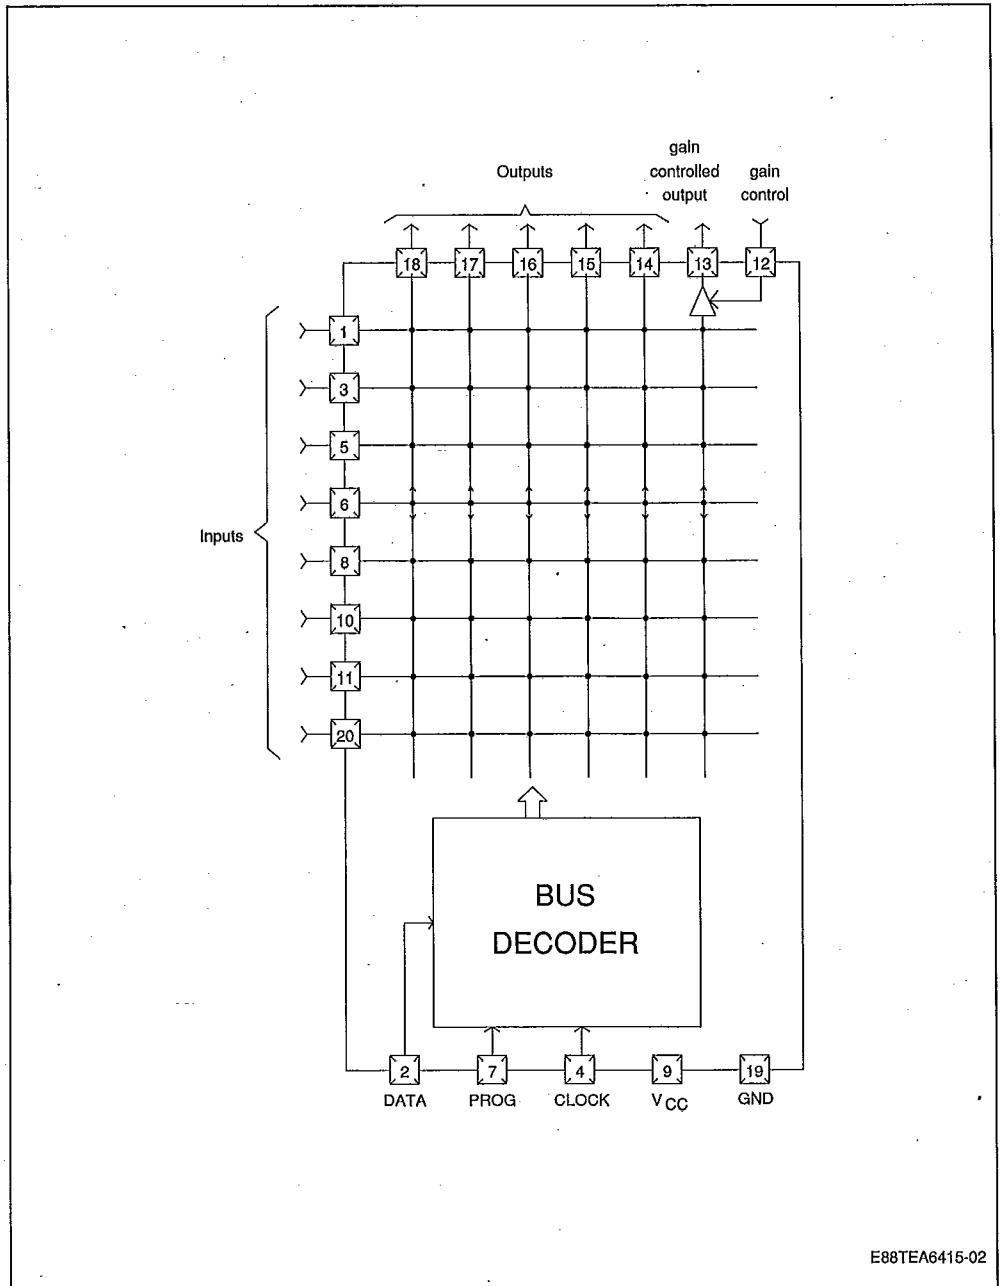 gain
controlled
output
gain
control
Outputs
18 17 16 15 14 13 12
1
3
5
6
Inputs
8
10
11
20
BUS
DECODER
2 7 4 9 19
DATA PROG CLOCK VCC GND
E88TEA6415-02